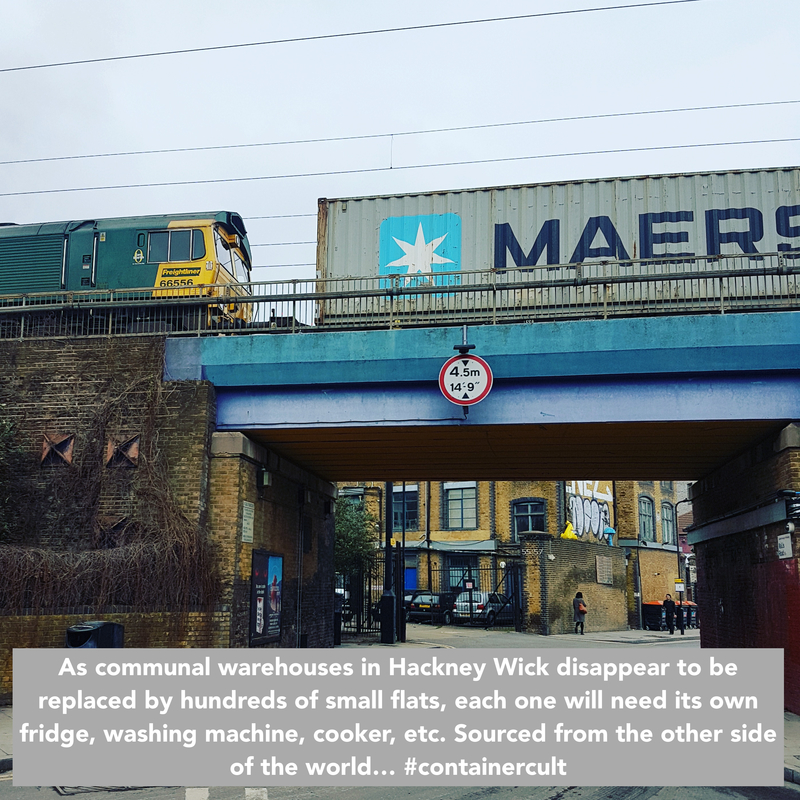 MAERS
Freightliner
66556
4.5m
14'-9"
As communal warehouses in Hackney Wick disappear to be
replaced by hundreds of small flats, each one will need its own
fridge, washing machine, cooker, etc. Sourced from the other side
of the world... #containercult